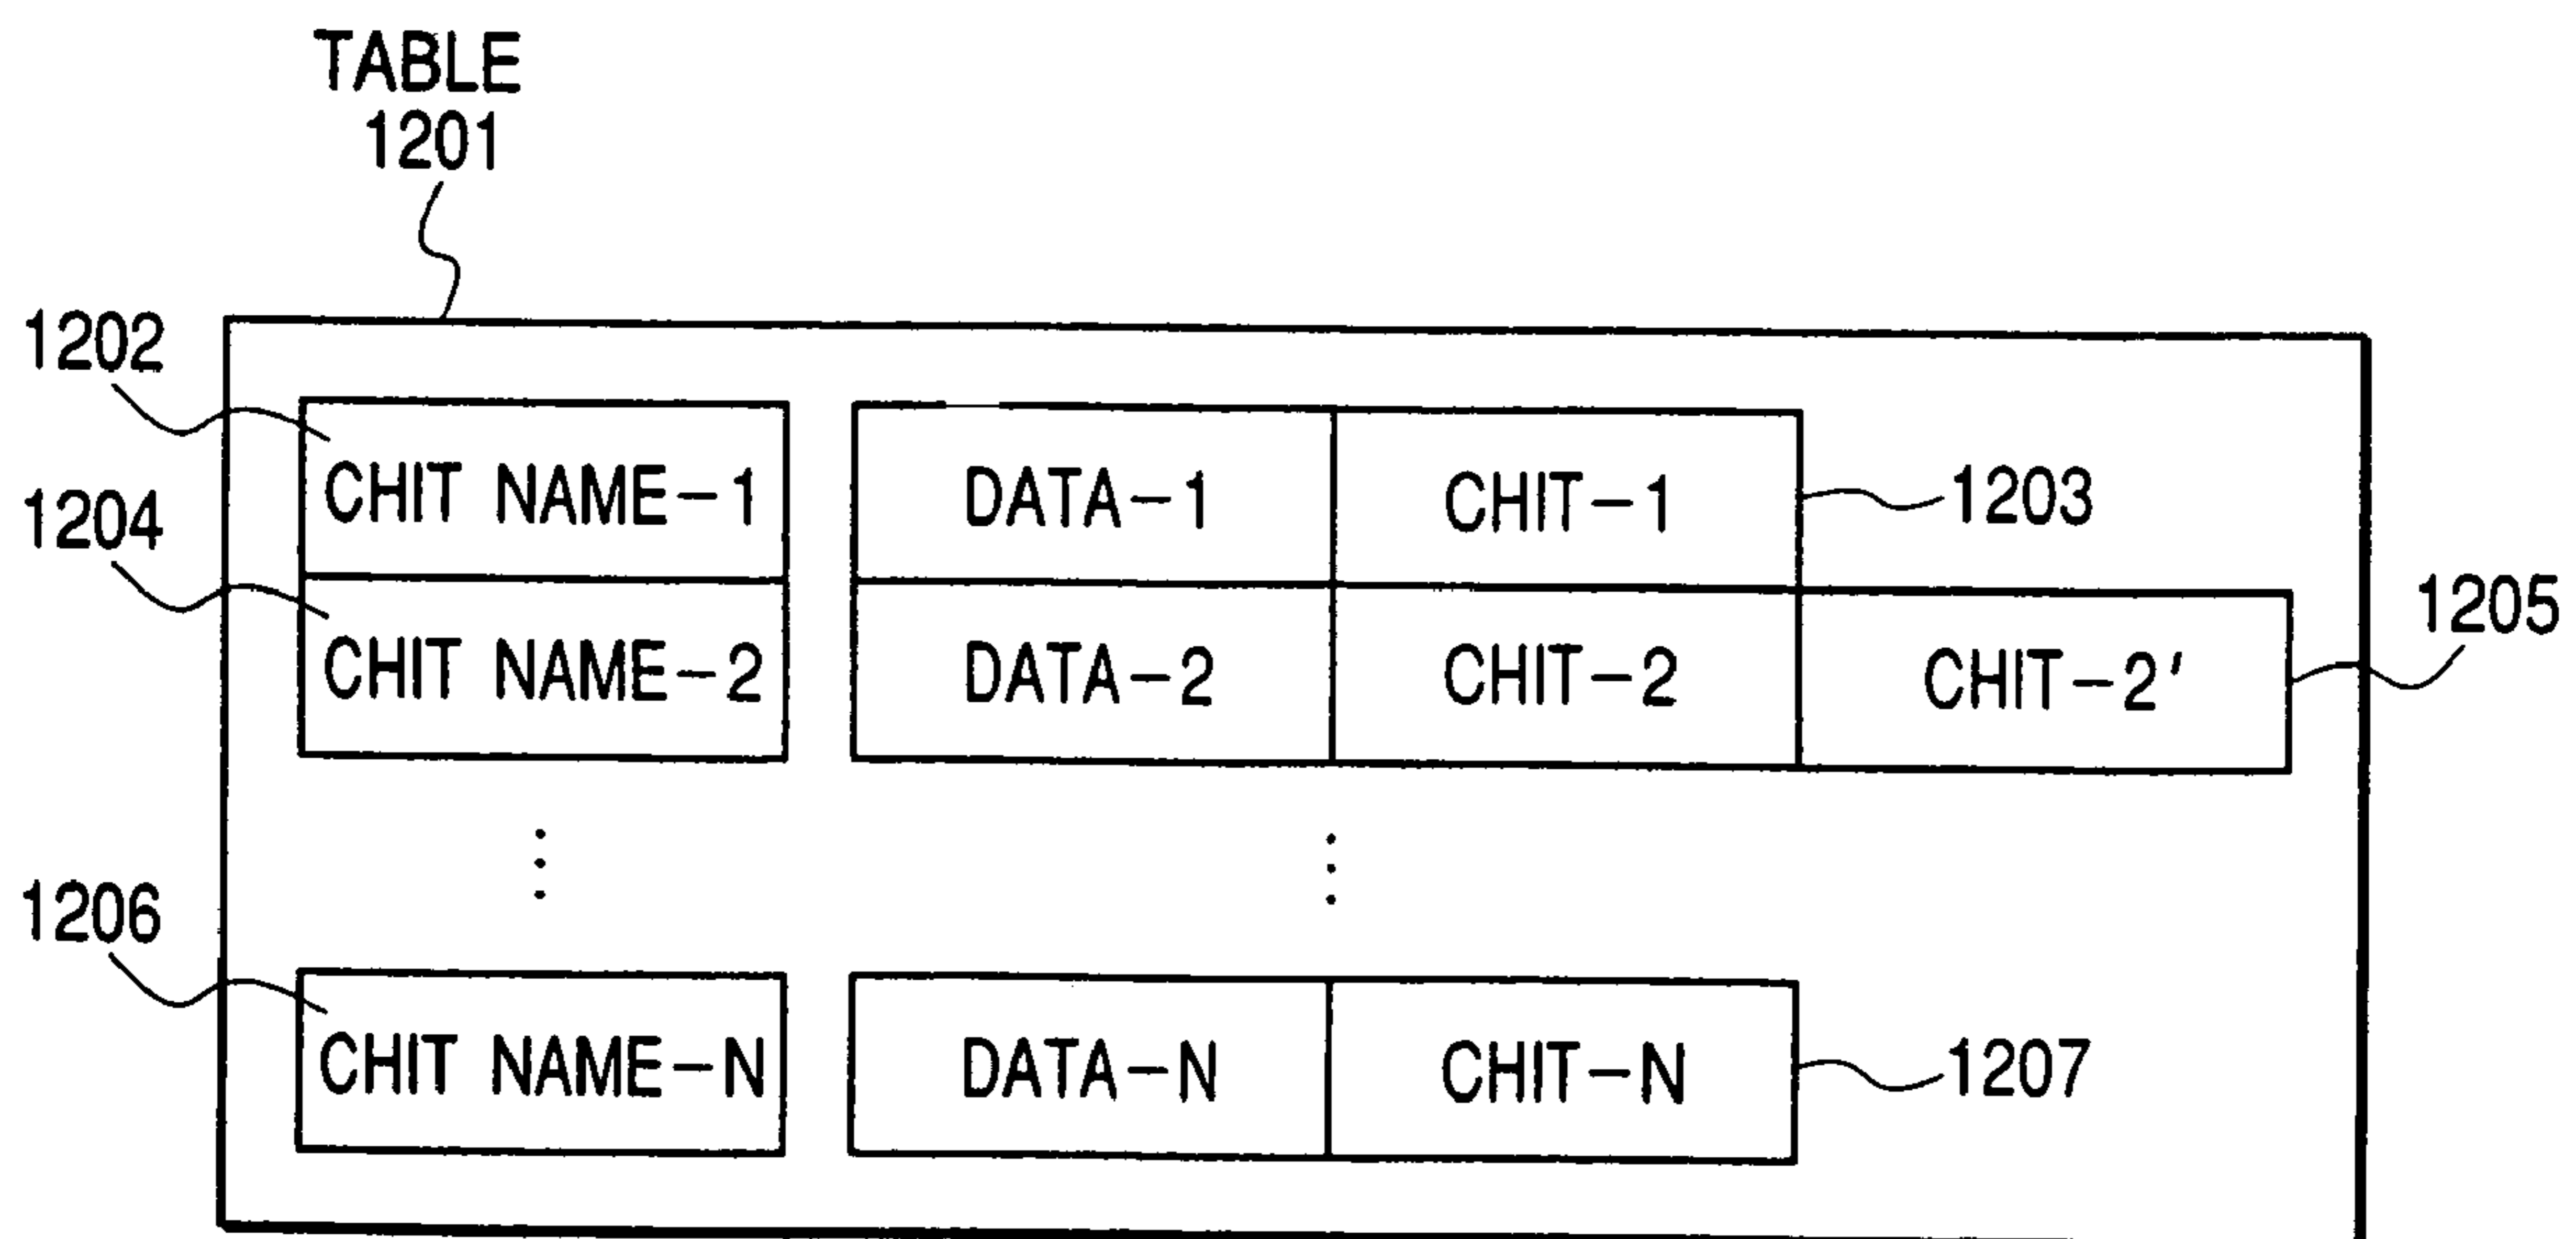 TABLE
1201
1202
CHIT NAME-1 DATA-1 CHIT-1 1203
1204
CHIT NAME-2 DATA-2 CHIT-2 CHIT-2' 1205
1206
CHIT NAME-N DATA-N CHIT-N 1207